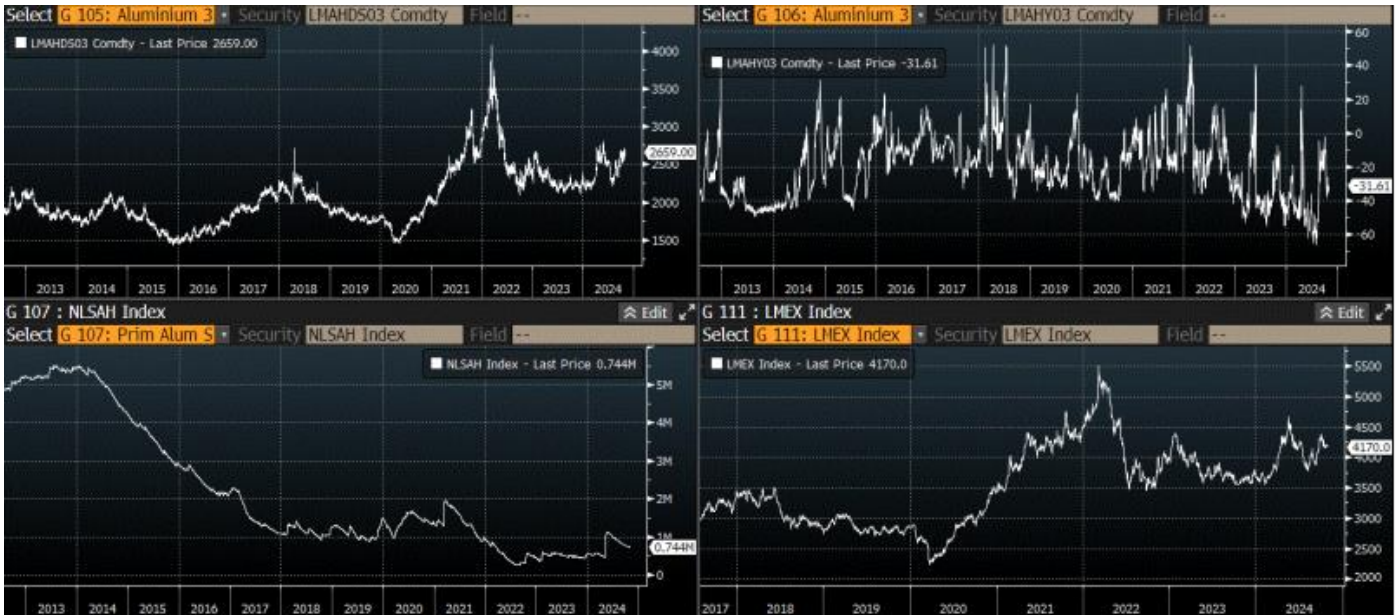 Select G 105: Aluminium 3 Security LMAHDS03 Comdty Field --
LMAHDS03 Comdty - Last Price 2659.00
4000
3500
3000
2659.00
2500
2000
1500
2013 2014 2015 2016 2017 2018 2019 2020 2021 2022 2023 2024
Select G 106: Aluminium 3 Security LMAHY03 Comdty Field --
LMAHY03 Comdty - Last Price -31.61
60
40
20
0
-20
-31.61
-40
-60
2013 2014 2015 2016 2017 2018 2019 2020 2021 2022 2023 2024
G 107 : NLSAH Index Edit
Select G 107: Prim Alum S Security NLSAH Index Field --
NLSAH Index - Last Price 0.744M
5M
4M
3M
2M
1M
0.744M
0
2013 2014 2015 2016 2017 2018 2019 2020 2021 2022 2023 2024
G 111 : LMEX Index Edit
Select G 111: LMEX Index Security LMEX Index Field --
LMEX Index - Last Price 4170.0
5500
5000
4500
4170.0
4000
3500
3000
2500
2000
2017 2018 2019 2020 2021 2022 2023 2024